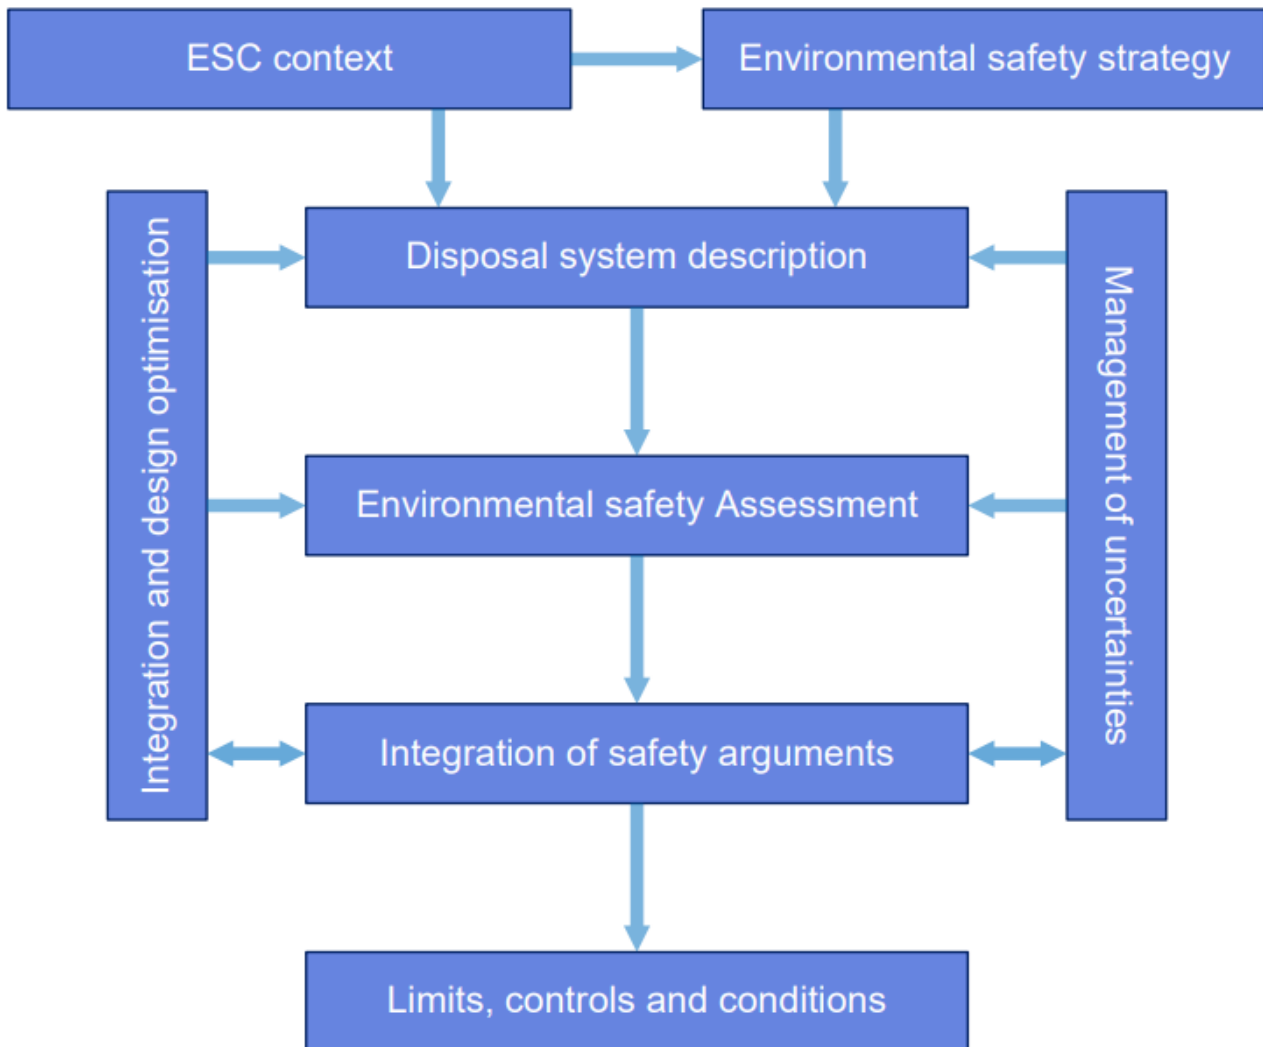 ESC context
Environmental safety strategy
Disposal system description
Integration and design optimisation
Management of uncertainties
Environmental safety Assessment
Integration of safety arguments
Limits, controls and conditions